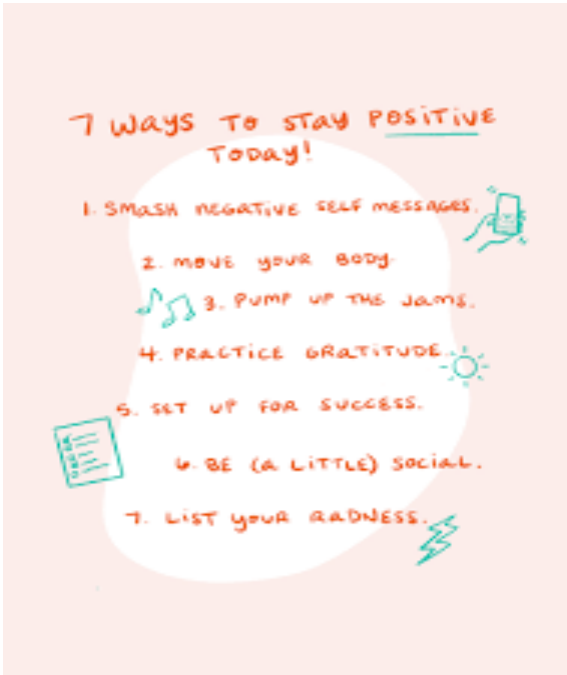 7 Ways To Stay POSITIVE
TODAY!
1. SMASH NEGATIVE SELF MESSAGES.
2. MOVE YOUR BODY.
3. PUMP UP THE JAMS.
4. PRACTICE GRATITUDE.
5. SET UP FOR SUCCESS.
6. BE (A LITTLE) SOCIAL.
7. LIST YOUR RADNESS.